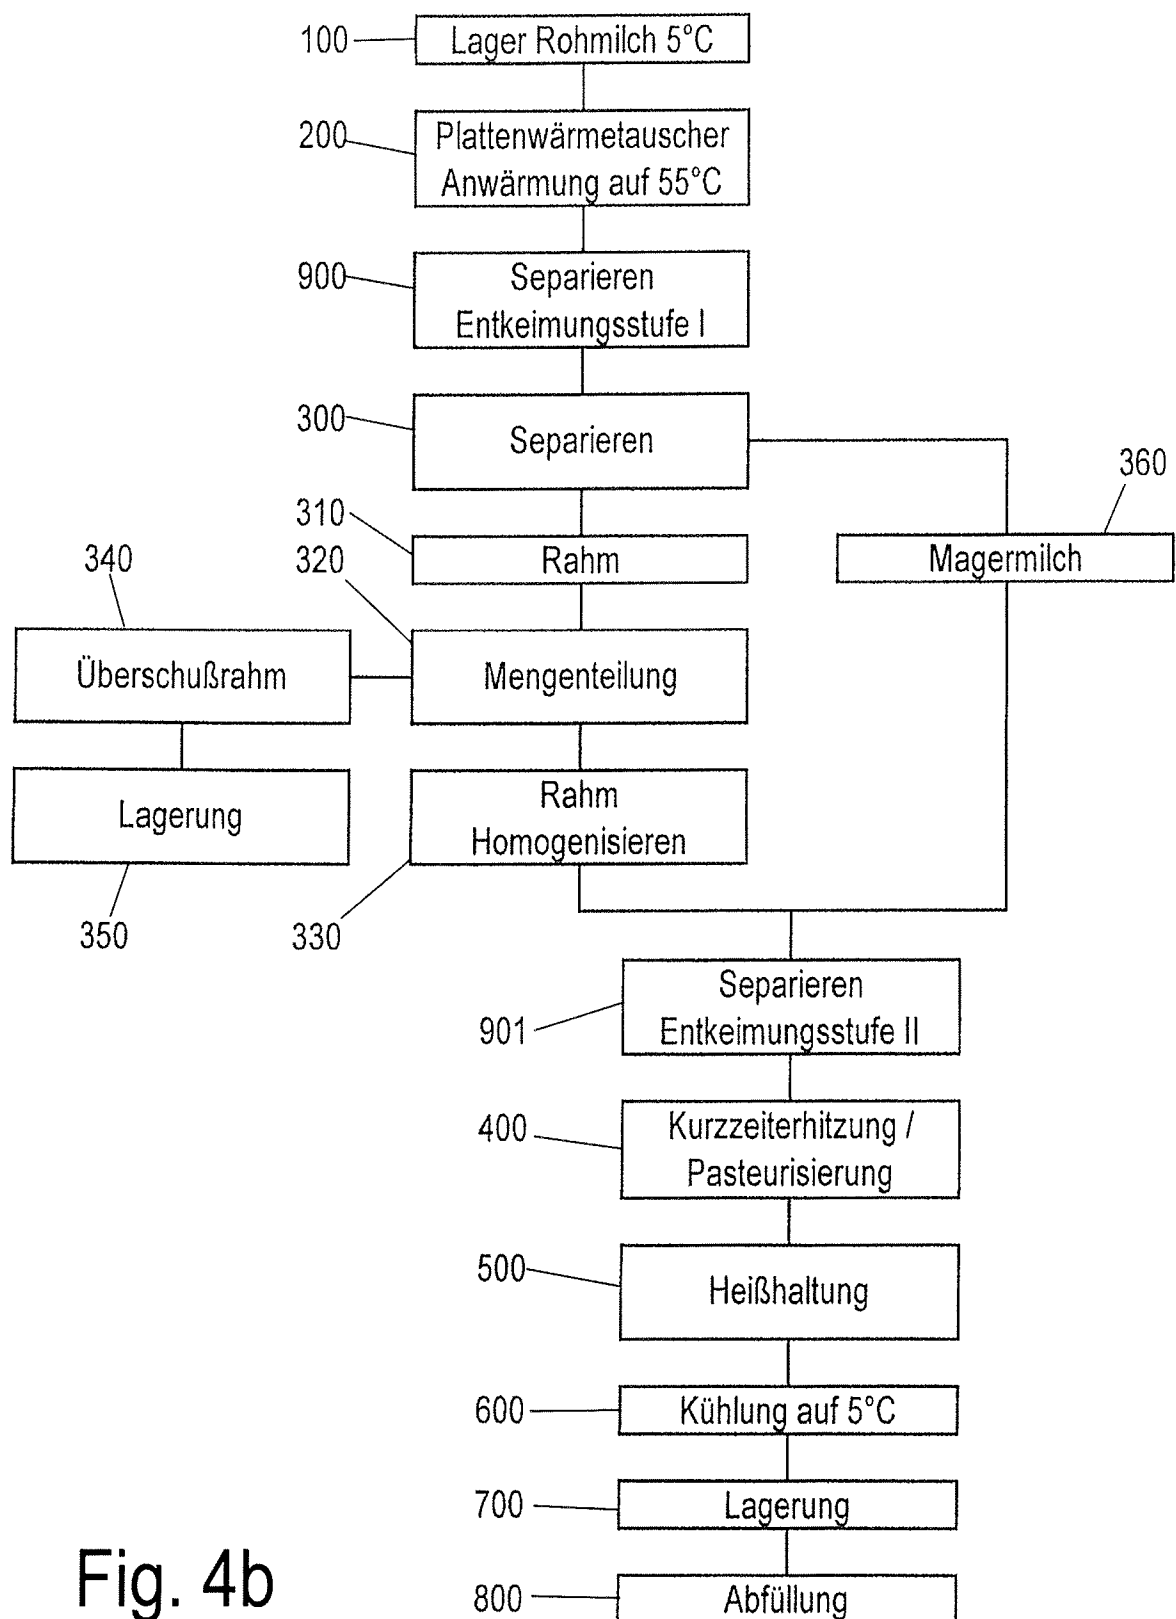 100
Lager Rohmilch 5°C
200
Plattenwärmetauscher
Anwärmung auf 55°C
900
Separieren
Entkeimungsstufe I
300
Separieren
360
310
Rahm
Magermilch
340
320
Überschußrahm
Mengenteilung
Lagerung
Rahm
Homogenisieren
350
330
Separieren
Entkeimungsstufe II
901
400
Kurzzeiterhitzung /
Pasteurisierung
500
Heißhaltung
600
Kühlung auf 5°C
700
Lagerung
Fig. 4b
800
Abfüllung